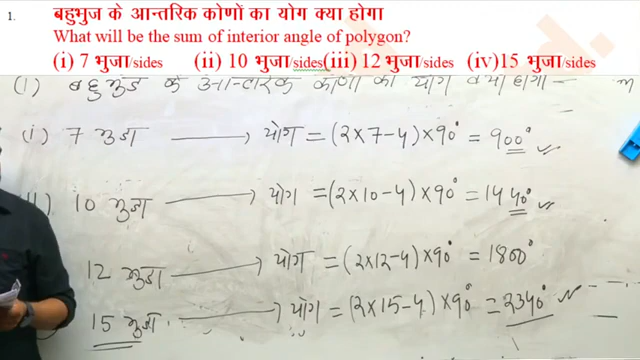 1. बहुभुज के आन्तरिक कोणों का योग क्या होगा
What will be the sum of interior angle of polygon?
(i) 7 भुजा/sides (ii) 10 भुजा/sides(iii) 12 भुजा/sides (iv)15 भुजा/sides
(1) बहुभुज के आन्तरिक कोणों का योग क्या होगा —
(i) 7 भुजा → योग = (2×7-4)×90° = 900°
10 भुजा → योग = (2×10-4)×90° = 1440°
12 भुजा → योग = (2×12-4)×90° = 1800°
15 भुजा → योग = (2×15-4)×90° = 2340°